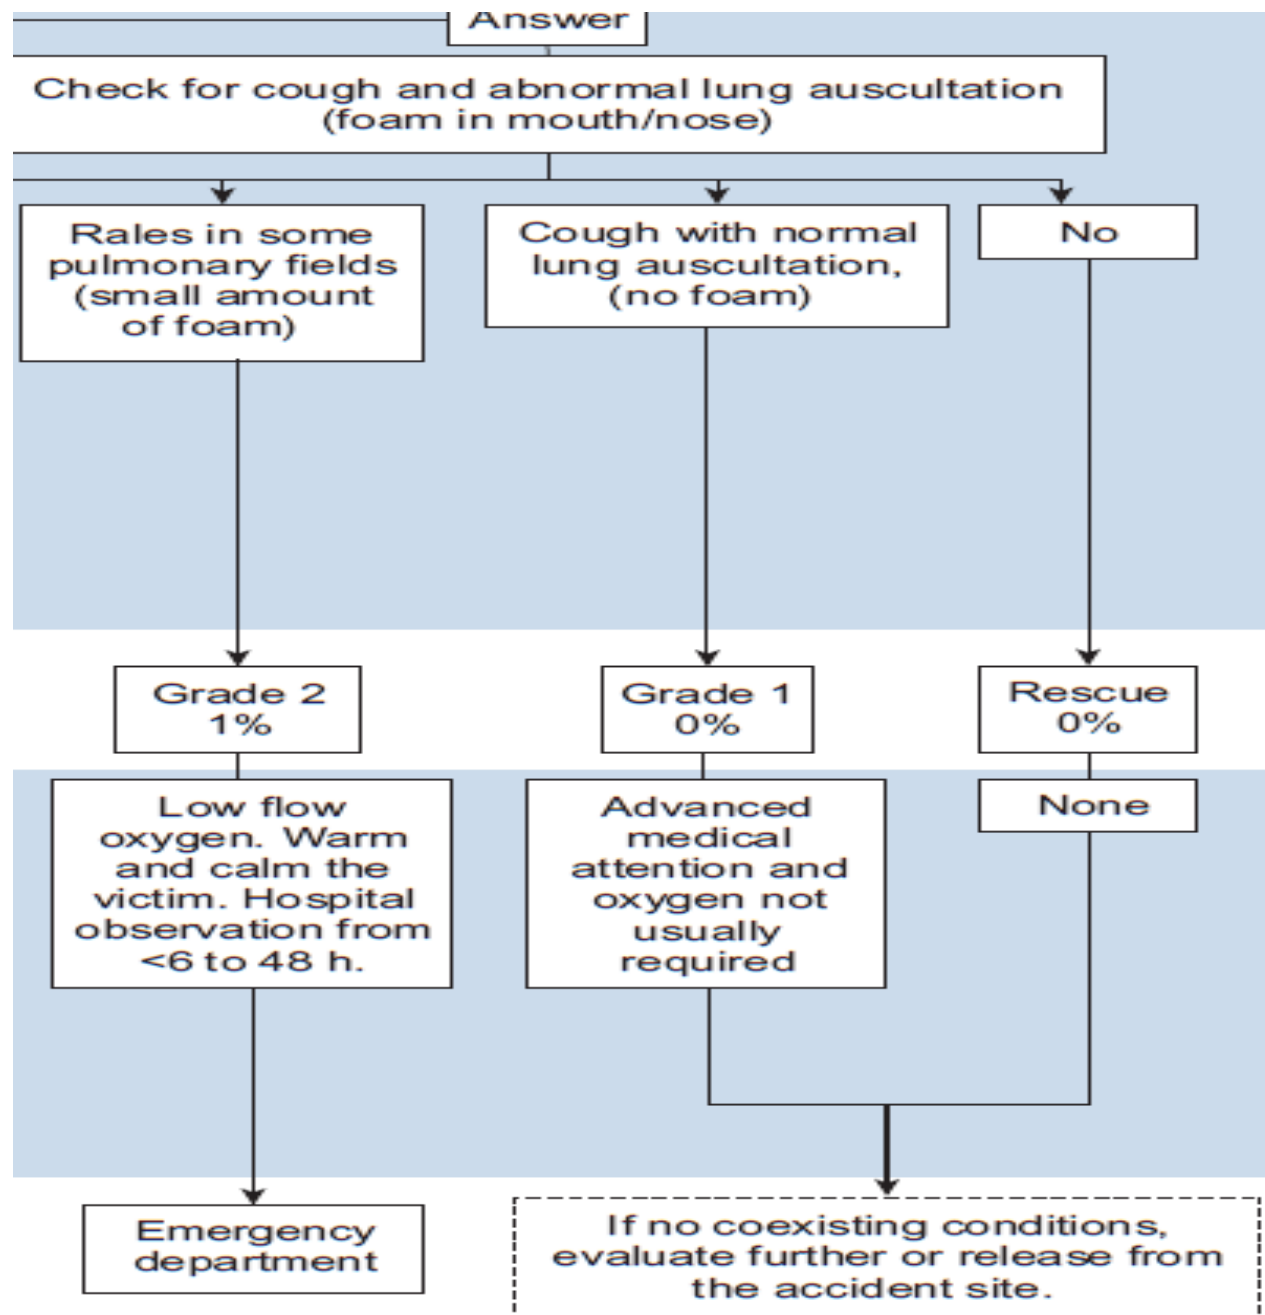 Answer
Check for cough and abnormal lung auscultation
(foam in mouth/nose)
Rales in some
pulmonary fields
(small amount
of foam)
Cough with normal
lung auscultation,
(no foam)
No
Grade 2
1%
Grade 1
0%
Rescue
0%
Low flow
oxygen. Warm
and calm the
victim. Hospital
observation from
<6 to 48 h.
Advanced
medical
attention and
oxygen not
usually
required
None
Emergency
department
If no coexisting conditions,
evaluate further or release from
the accident site.